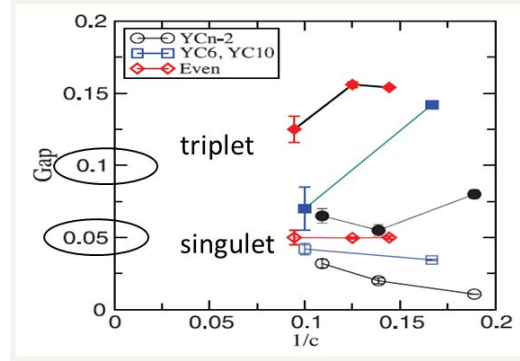 0.2
YCn-2
YC6, YC10
Even
0.15
triplet
Gap
0.1
0.05
singulet
0
0 0.05 0.1 0.15 0.2
1/c